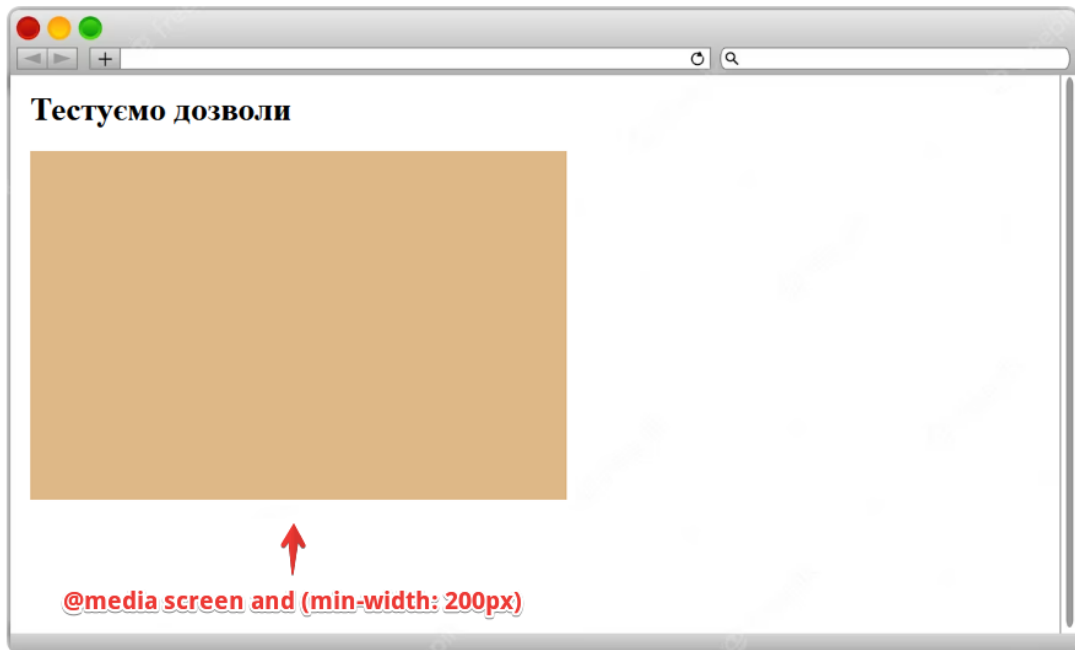 Тестуємо дозволи
@media screen and (min-width: 200px)